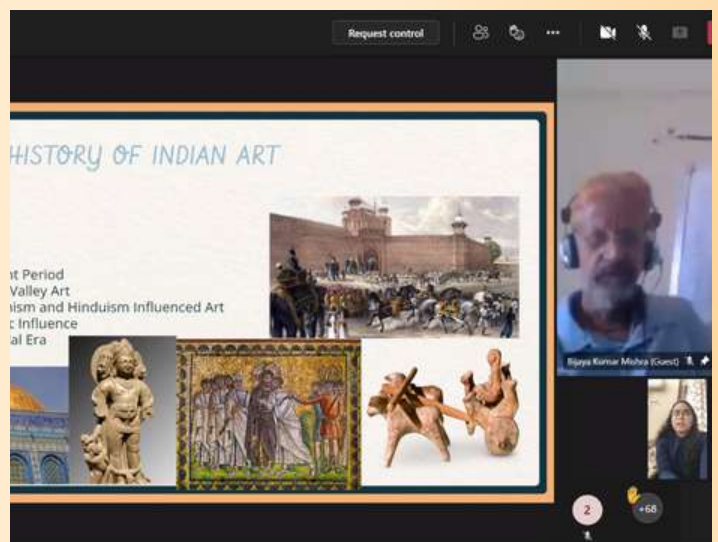 Request control
HISTORY OF INDIAN ART
nt Period
Valley Art
nism and Hinduism Influenced Art
c Influence
al Era
Bijaya Kumar Mishra (Guest)
2
+68